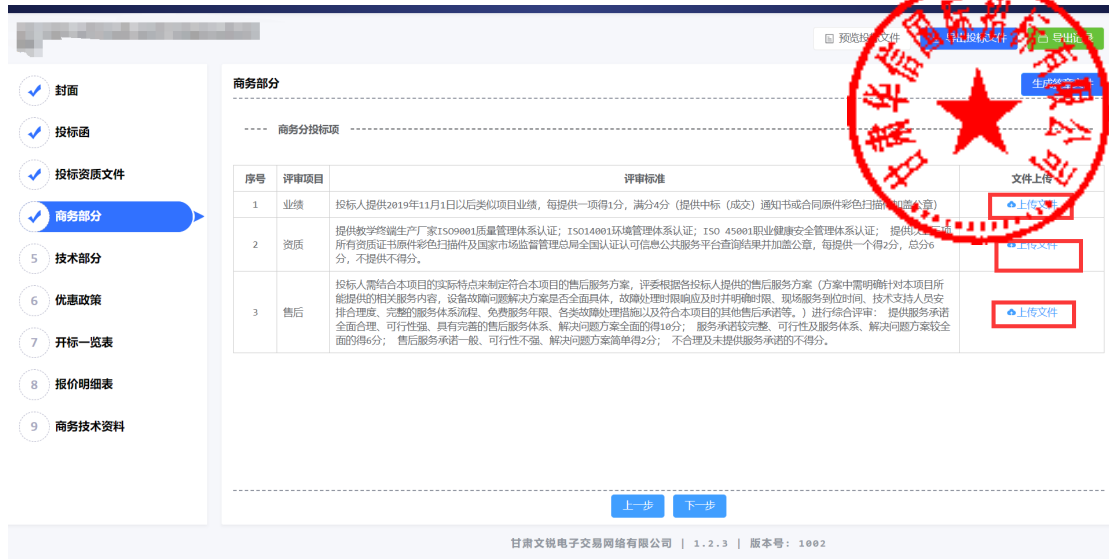 预览投标文件
导出投标文件
导出记录
封面
投标函
投标资质文件
商务部分
5 技术部分
6 优惠政策
7 开标一览表
8 报价明细表
9 商务技术资料
商务部分
生成签章文件
商务分投标项
序号 评审项目 评审标准 文件上传
1 业绩 投标人提供2019年11月1日以后类似项目业绩，每提供一项得1分，满分4分（提供中标（成交）通知书或合同原件彩色扫描件加盖公章） 上传文件
2 资质 提供教学终端生产厂家ISO9001质量管理体系认证；ISO14001环境管理体系认证；ISO 45001职业健康安全管理体系认证； 提供以上三项
所有资质证书原件彩色扫描件及国家市场监督管理总局全国认证认可信息公共服务平台查询结果并加盖公章，每提供一个得2分，总分6 上传文件
分，不提供不得分。
投标人需结合本项目的实际特点来制定符合本项目的售后服务方案，评委根据各投标人提供的售后服务方案（方案中需明确针对本项目所
能提供的相关服务内容，设备故障问题解决方案是否全面具体，故障处理时限响应及时并明确时限、现场服务到位时间、技术支持人员安
3 售后 排合理度、完整的服务体系流程、免费服务年限、各类故障处理措施以及符合本项目的其他售后承诺等。）进行综合评审： 提供服务承诺 上传文件
全面合理、可行性强、具有完善的售后服务体系、解决问题方案全面的得10分； 服务承诺较完整、可行性及服务体系、解决问题方案较全
面的得6分； 售后服务承诺一般、可行性不强、解决问题方案简单得2分； 不合理及未提供服务承诺的不得分。
上一步 下一步
甘肃文锐电子交易网络有限公司 | 1.2.3 | 版本号: 1002
甘肃华信国际招标有限公司